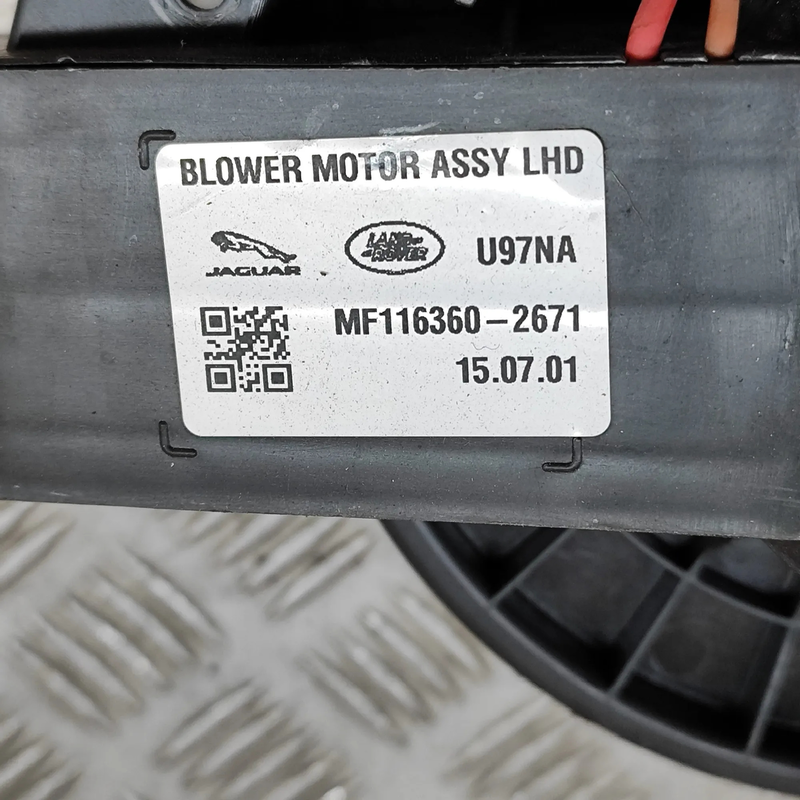 BLOWER MOTOR ASSY LHD
JAGUAR LAND ROVER U97NA
MF116360-2671
15.07.01